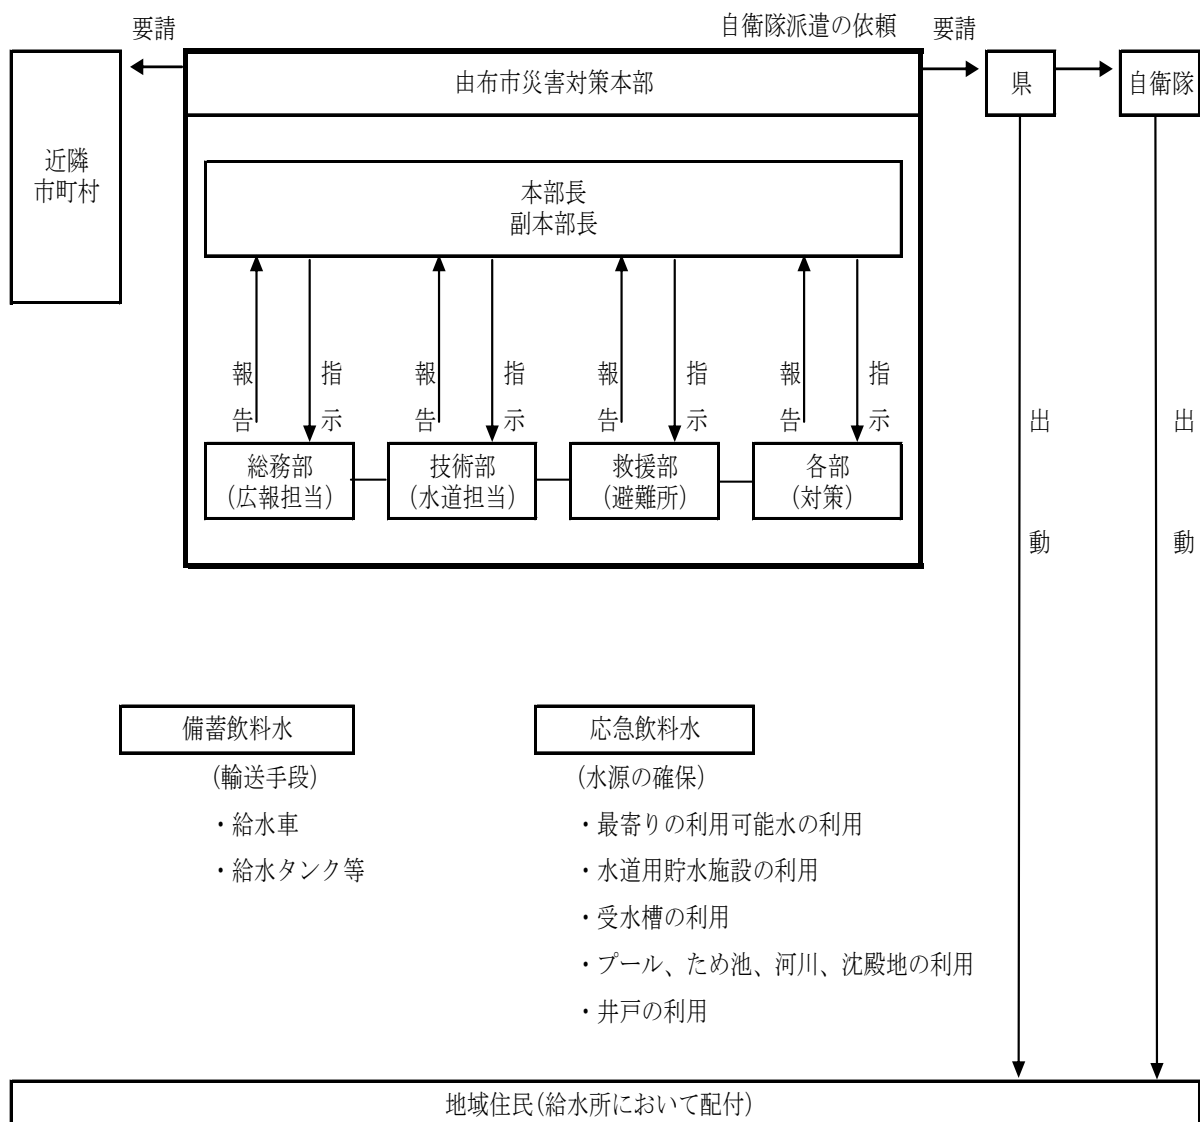 要請
自衛隊派遣の依頼
要請
由布市災害対策本部
県
自衛隊
近隣
市町村
本部長
副本部長
報告
指示
報告
指示
報告
指示
報告
指示
総務部
(広報担当)
技術部
(水道担当)
救援部
(避難所)
各部
(対策)
出動
出動
備蓄飲料水
(輸送手段)
・給水車
・給水タンク等
応急飲料水
(水源の確保)
・最寄りの利用可能水の利用
・水道用貯水施設の利用
・受水槽の利用
・プール、ため池、河川、沈殿地の利用
・井戸の利用
地域住民(給水所において配付)